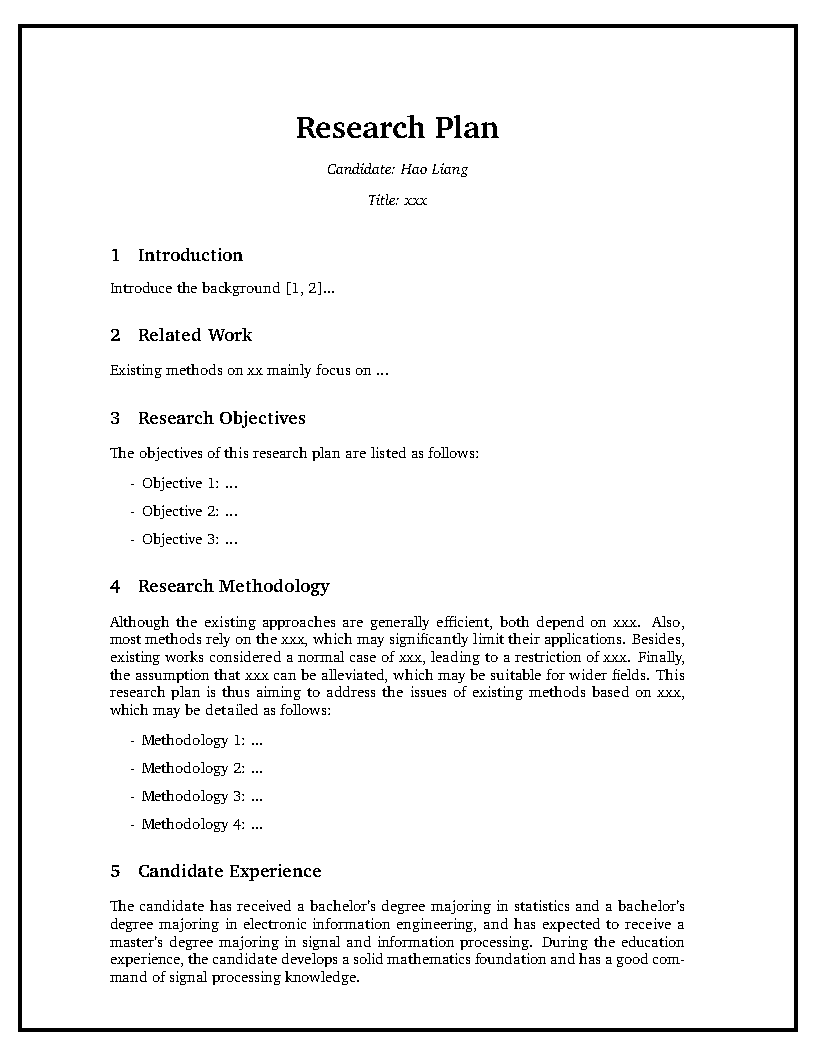 Research Plan
Candidate: Hao Liang
Title: xxx
1 Introduction
Introduce the background [1, 2]...
2 Related Work
Existing methods on xx mainly focus on ...
3 Research Objectives
The objectives of this research plan are listed as follows:
- Objective 1: ...
- Objective 2: ...
- Objective 3: ...
4 Research Methodology
Although the existing approaches are generally efficient, both depend on xxx. Also,
most methods rely on the xxx, which may significantly limit their applications. Besides,
existing works considered a normal case of xxx, leading to a restriction of xxx. Finally,
the assumption that xxx can be alleviated, which may be suitable for wider fields. This
research plan is thus aiming to address the issues of existing methods based on xxx,
which may be detailed as follows:
- Methodology 1: ...
- Methodology 2: ...
- Methodology 3: ...
- Methodology 4: ...
5 Candidate Experience
The candidate has received a bachelor's degree majoring in statistics and a bachelor's
degree majoring in electronic information engineering, and has expected to receive a
master's degree majoring in signal and information processing. During the education
experience, the candidate develops a solid mathematics foundation and has a good com-
mand of signal processing knowledge.